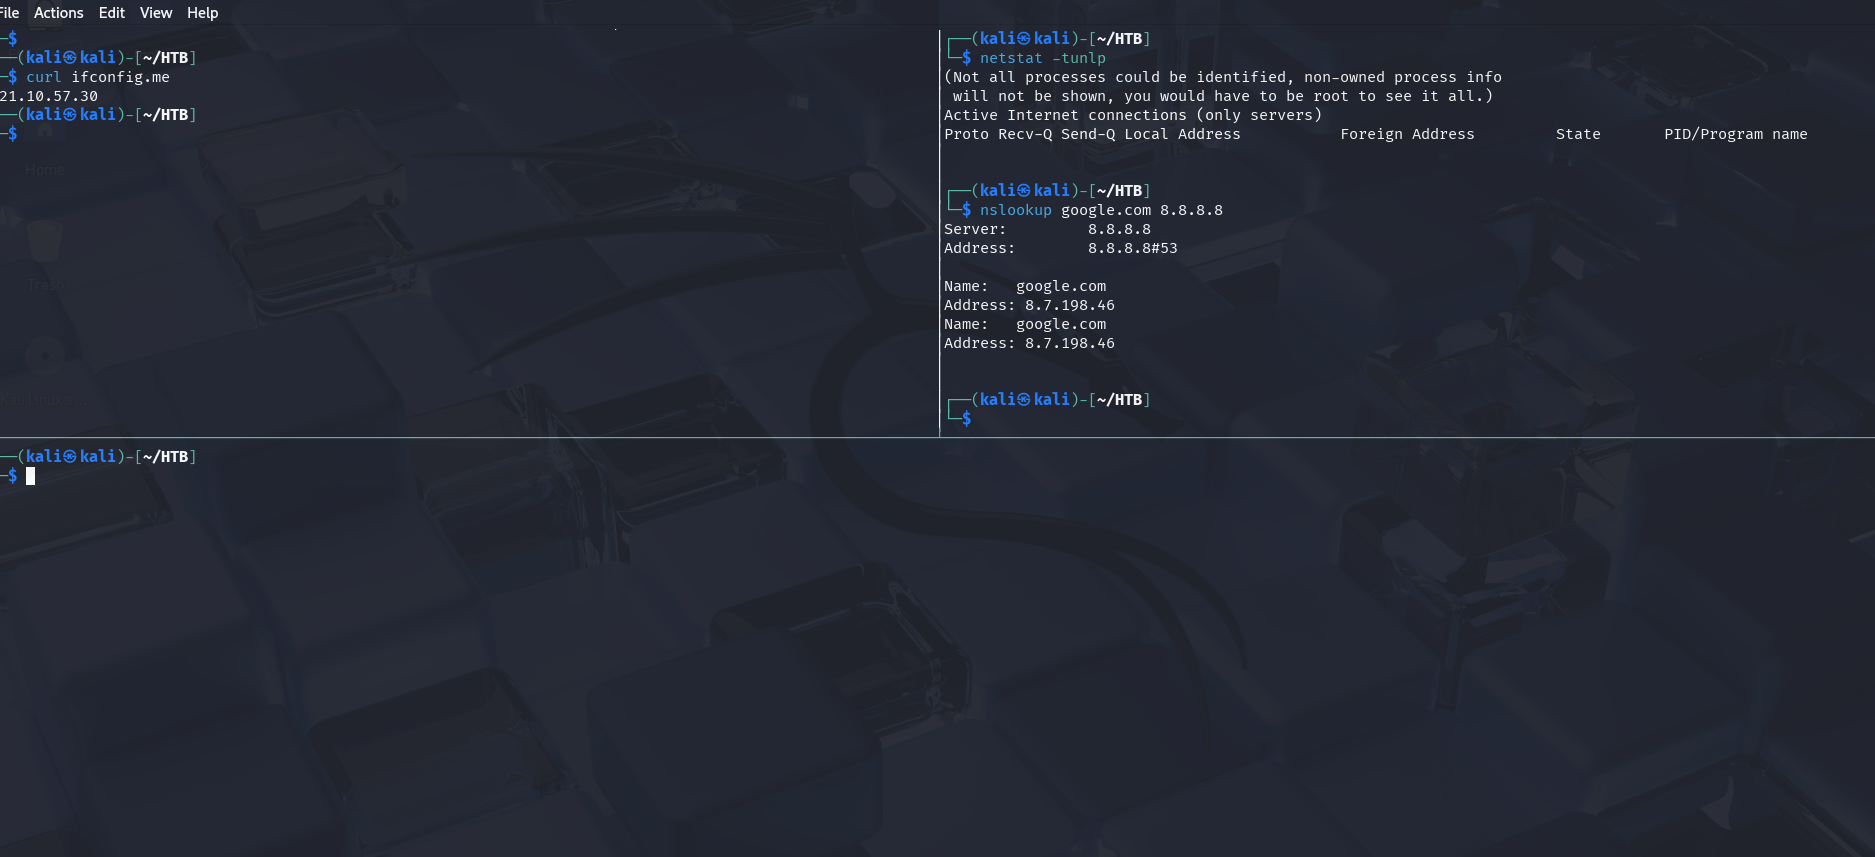 File Actions Edit View Help
─$
──(kali㉿kali)-[~/HTB]
─$ curl ifconfig.me
21.10.57.30
──(kali㉿kali)-[~/HTB]
─$
Home
Trash
──(kali㉿kali)-[~/HTB]
─$
┌──(kali㉿kali)-[~/HTB]
└─$ netstat -tunlp
(Not all processes could be identified, non-owned process info
 will not be shown, you would have to be root to see it all.)
Active Internet connections (only servers)
Proto Recv-Q Send-Q Local Address           Foreign Address         State       PID/Program name
┌──(kali㉿kali)-[~/HTB]
└─$ nslookup google.com 8.8.8.8
Server:         8.8.8.8
Address:        8.8.8.8#53
Name:   google.com
Address: 8.7.198.46
Name:   google.com
Address: 8.7.198.46
┌──(kali㉿kali)-[~/HTB]
└─$